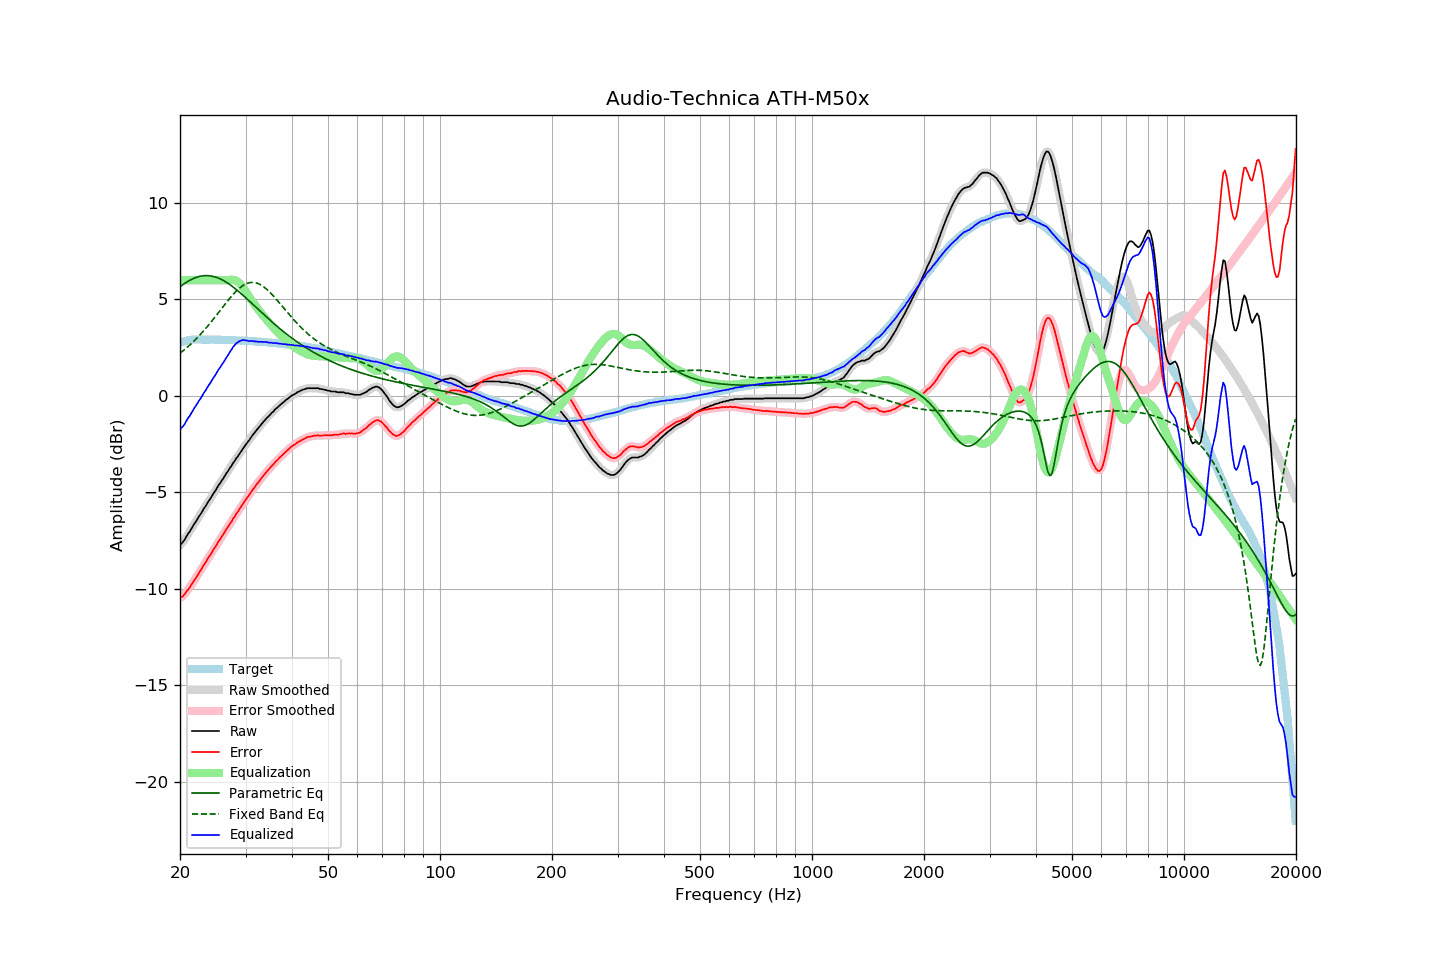 Audio-Technica ATH-M50x
Amplitude (dBr)
10
5
0
−5
−10
−15
−20
Target
Raw Smoothed
Error Smoothed
Raw
Error
Equalization
Parametric Eq
Fixed Band Eq
Equalized
20 50 100 200 500 1000 2000 5000 10000 20000
Frequency (Hz)